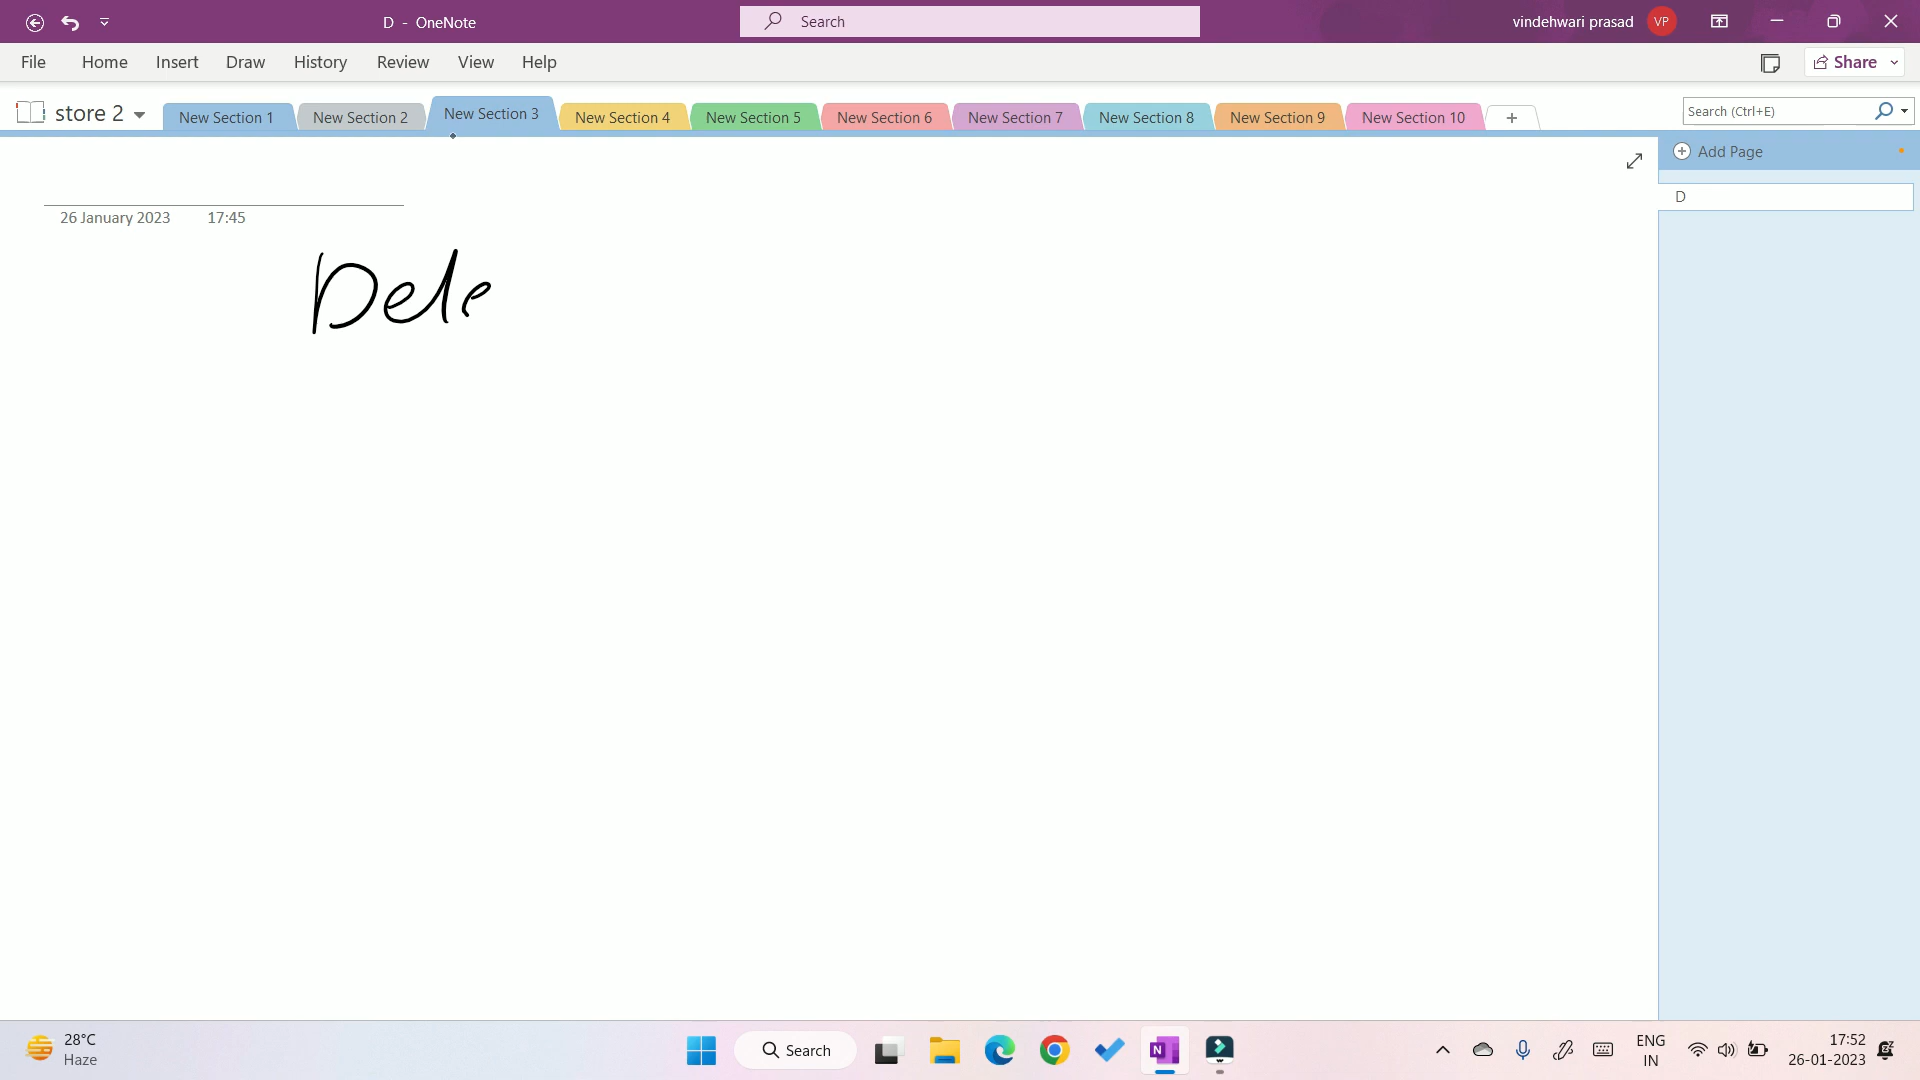 D - OneNote
Search
vindehwari prasad
VP
File Home Insert Draw History Review View Help
Share
store 2
New Section 1
New Section 2
New Section 3
New Section 4
New Section 5
New Section 6
New Section 7
New Section 8
New Section 9
New Section 10
Search (Ctrl+E)
Add Page
D
26 January 2023 17:45
Dele
28°C
Haze
Search
ENG
IN
17:52
26-01-2023